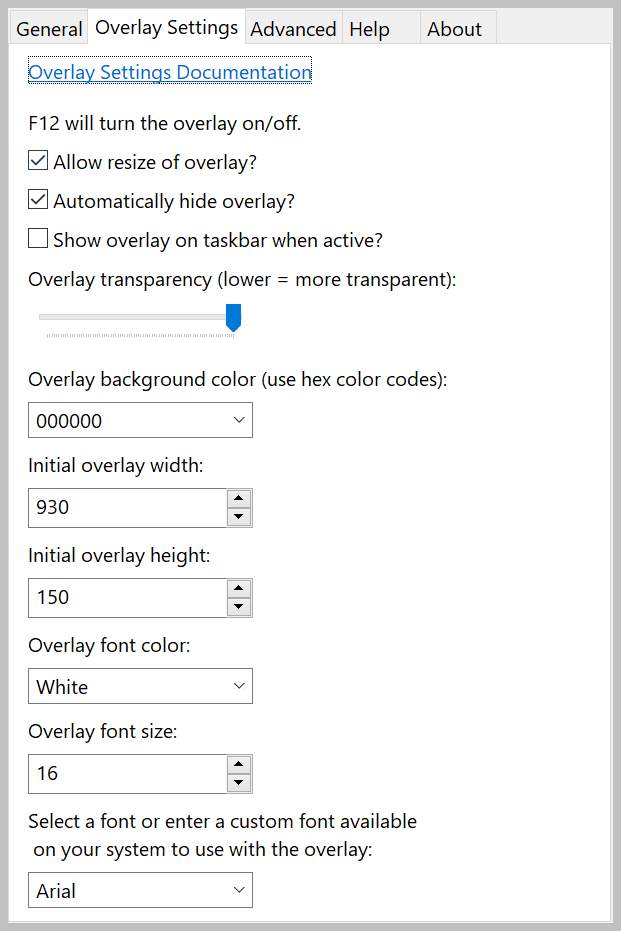 General Overlay Settings Advanced Help About
Overlay Settings Documentation
F12 will turn the overlay on/off.
Allow resize of overlay?
Automatically hide overlay?
Show overlay on taskbar when active?
Overlay transparency (lower = more transparent):
Overlay background color (use hex color codes):
000000
Initial overlay width:
930
Initial overlay height:
150
Overlay font color:
White
Overlay font size:
16
Select a font or enter a custom font available
on your system to use with the overlay:
Arial